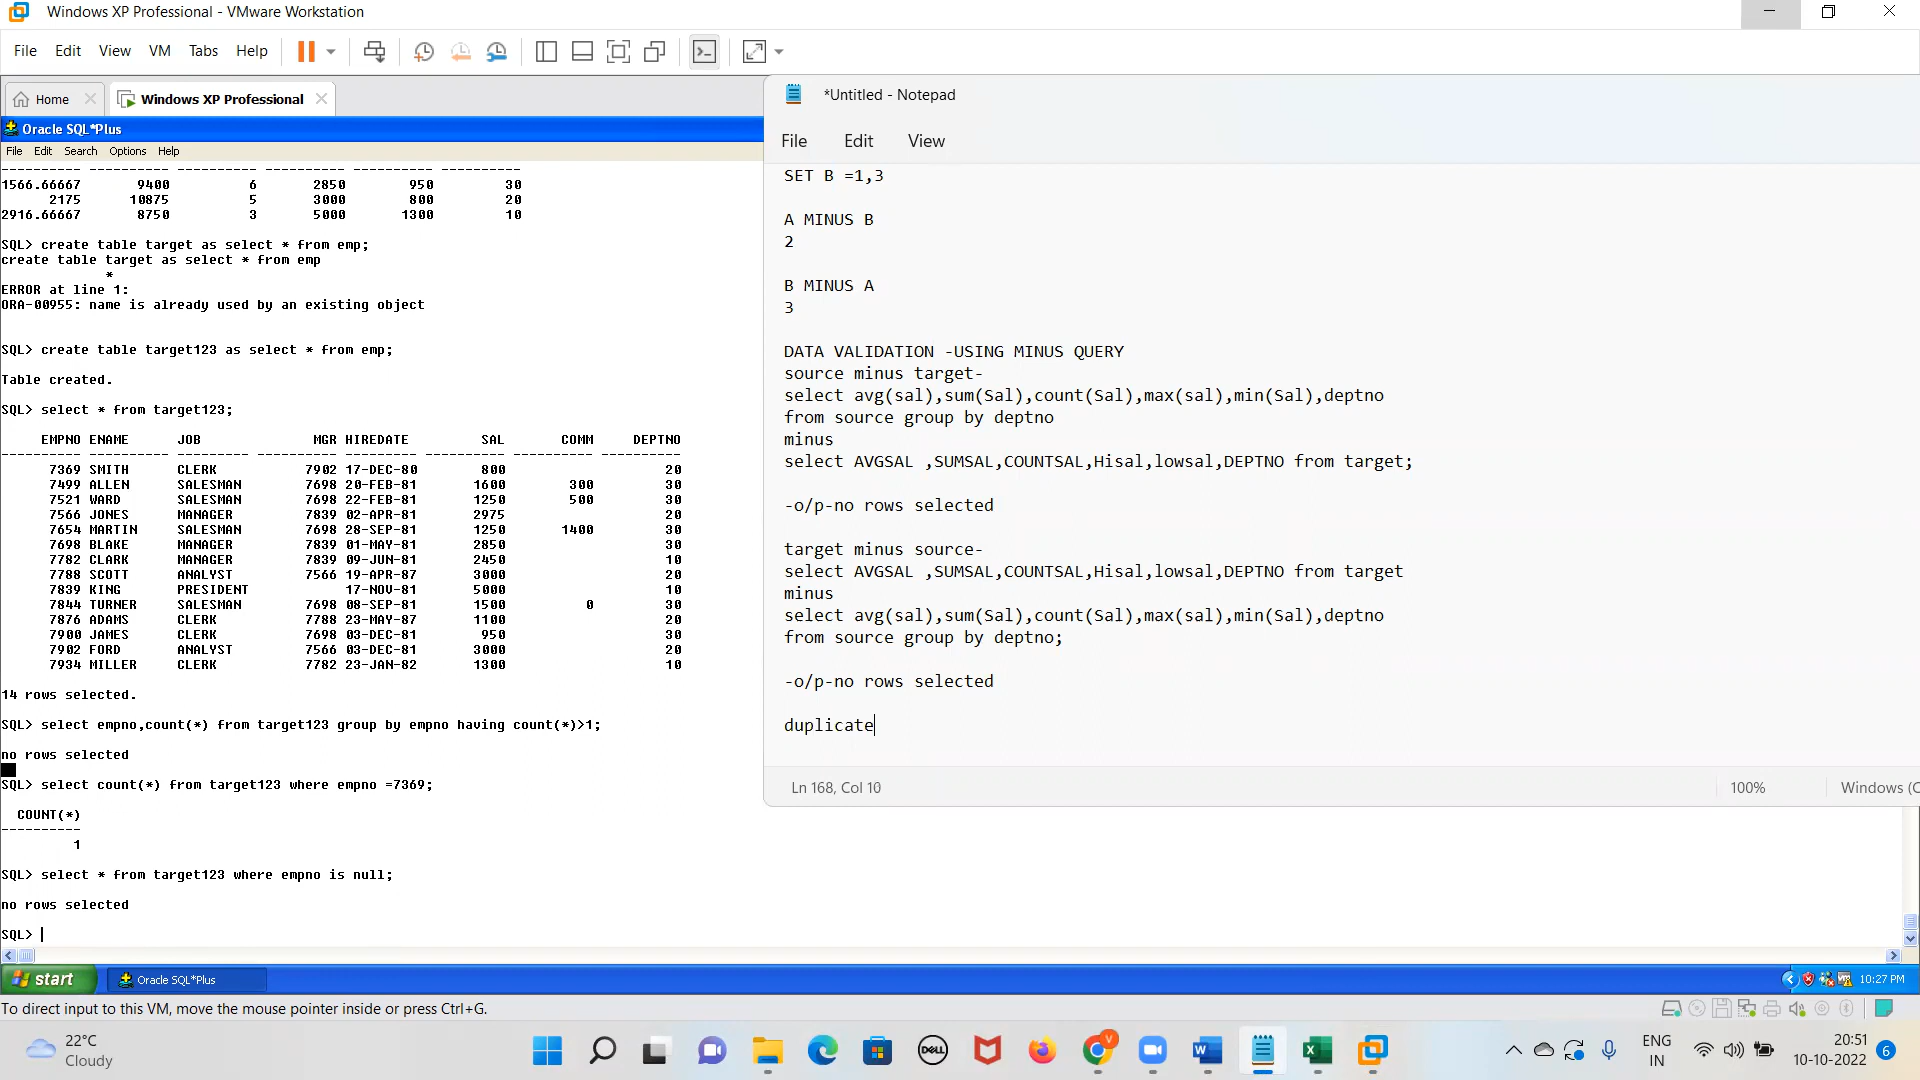 Windows XP Professional - VMware Workstation
File Edit View VM Tabs Help
Home
Windows XP Professional
Oracle SQL*Plus
File Edit Search Options Help
---------- ---------- ---------- ---------- ---------- ----------
1566.66667 9400 6 2850 950 30
2175 10875 5 3000 800 20
2916.66667 8750 3 5000 1300 10
SQL> create table target as select * from emp;
create table target as select * from emp
*
ERROR at line 1:
ORA-00955: name is already used by an existing object
SQL> create table target123 as select * from emp;
Table created.
SQL> select * from target123;
EMPNO ENAME JOB MGR HIREDATE SAL COMM DEPTNO
---------- ---------- --------- ---------- --------- ---------- ---------- ----------
7369 SMITH CLERK 7902 17-DEC-80 800 20
7499 ALLEN SALESMAN 7698 20-FEB-81 1600 300 30
7521 WARD SALESMAN 7698 22-FEB-81 1250 500 30
7566 JONES MANAGER 7839 02-APR-81 2975 20
7654 MARTIN SALESMAN 7698 28-SEP-81 1250 1400 30
7698 BLAKE MANAGER 7839 01-MAY-81 2850 30
7782 CLARK MANAGER 7839 09-JUN-81 2450 10
7788 SCOTT ANALYST 7566 19-APR-87 3000 20
7839 KING PRESIDENT 17-NOV-81 5000 10
7844 TURNER SALESMAN 7698 08-SEP-81 1500 0 30
7876 ADAMS CLERK 7788 23-MAY-87 1100 20
7900 JAMES CLERK 7698 03-DEC-81 950 30
7902 FORD ANALYST 7566 03-DEC-81 3000 20
7934 MILLER CLERK 7782 23-JAN-82 1300 10
14 rows selected.
SQL> select empno,count(*) from target123 group by empno having count(*)>1;
no rows selected
SQL> select count(*) from target123 where empno =7369;
COUNT(*)
----------
1
SQL> select * from target123 where empno is null;
no rows selected
SQL>
*Untitled - Notepad
File Edit View
SET B =1,3
A MINUS B
2
B MINUS A
3
DATA VALIDATION -USING MINUS QUERY
source minus target-
select avg(sal),sum(Sal),count(Sal),max(sal),min(Sal),deptno
from source group by deptno
minus
select AVGSAL ,SUMSAL,COUNTSAL,Hisal,lowsal,DEPTNO from target;
-o/p-no rows selected
target minus source-
select AVGSAL ,SUMSAL,COUNTSAL,Hisal,lowsal,DEPTNO from target
minus
select avg(sal),sum(Sal),count(Sal),max(sal),min(Sal),deptno
from source group by deptno;
-o/p-no rows selected
duplicate
Ln 168, Col 10
100%
Windows (C
start
Oracle SQL*Plus
10:27 PM
To direct input to this VM, move the mouse pointer inside or press Ctrl+G.
22°C
Cloudy
DELL
V
ENG
IN
20:51
10-10-2022
6